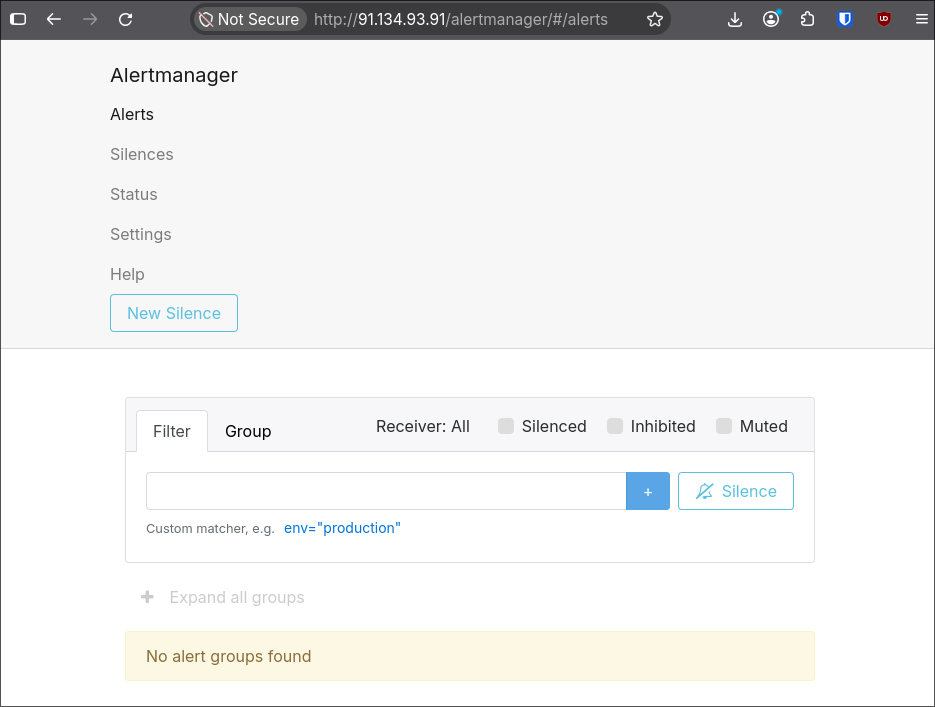 Not Secure http://91.134.93.91/alertmanager/#/alerts
Alertmanager
Alerts
Silences
Status
Settings
Help
New Silence
Filter Group Receiver: All Silenced Inhibited Muted
+ Silence
Custom matcher, e.g. env="production"
+ Expand all groups
No alert groups found